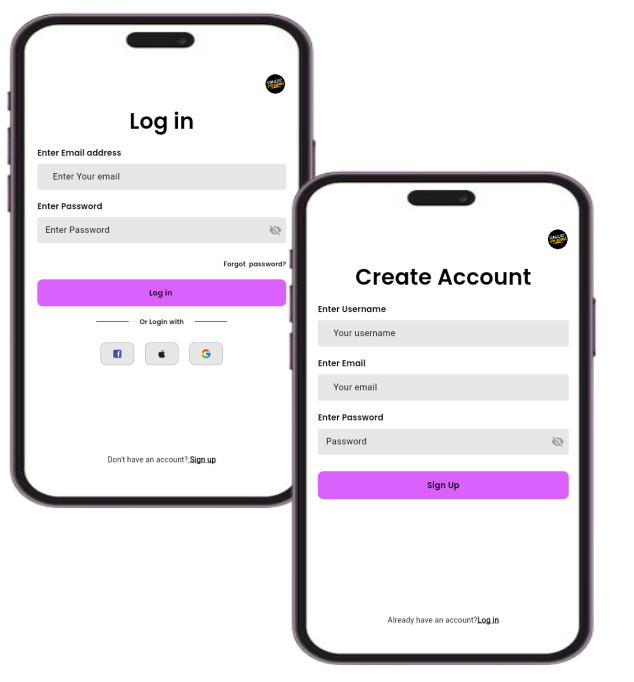 Log in
Enter Email address
Enter Your email
Enter Password
Enter Password
Forgot password?
Log in
Or Login with
Don't have an account? Sign up
Create Account
Enter Username
Your username
Enter Email
Your email
Enter Password
Password
Sign Up
Already have an account?Log in